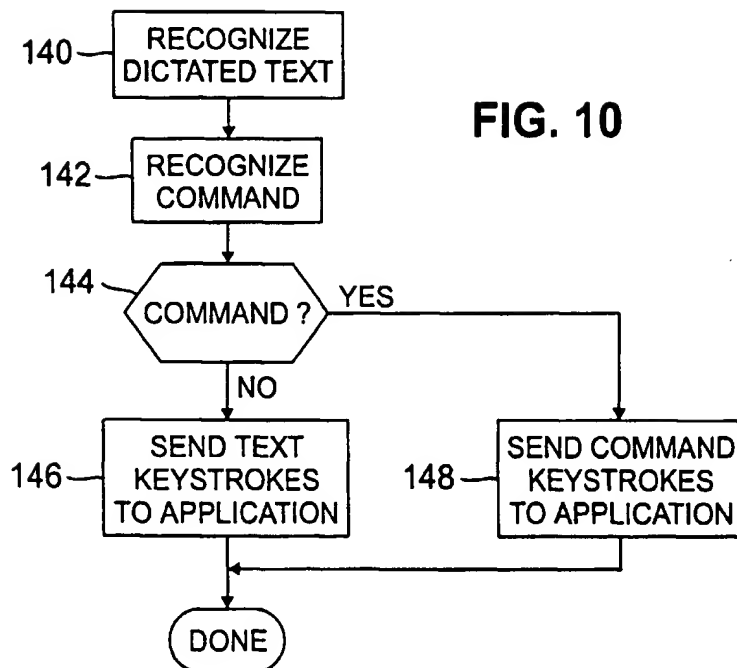 140
RECOGNIZE
DICTATED TEXT
FIG. 10
142
RECOGNIZE
COMMAND
144
COMMAND ?
YES
NO
146
SEND TEXT
KEYSTROKES
TO APPLICATION
148
SEND COMMAND
KEYSTROKES
TO APPLICATION
DONE